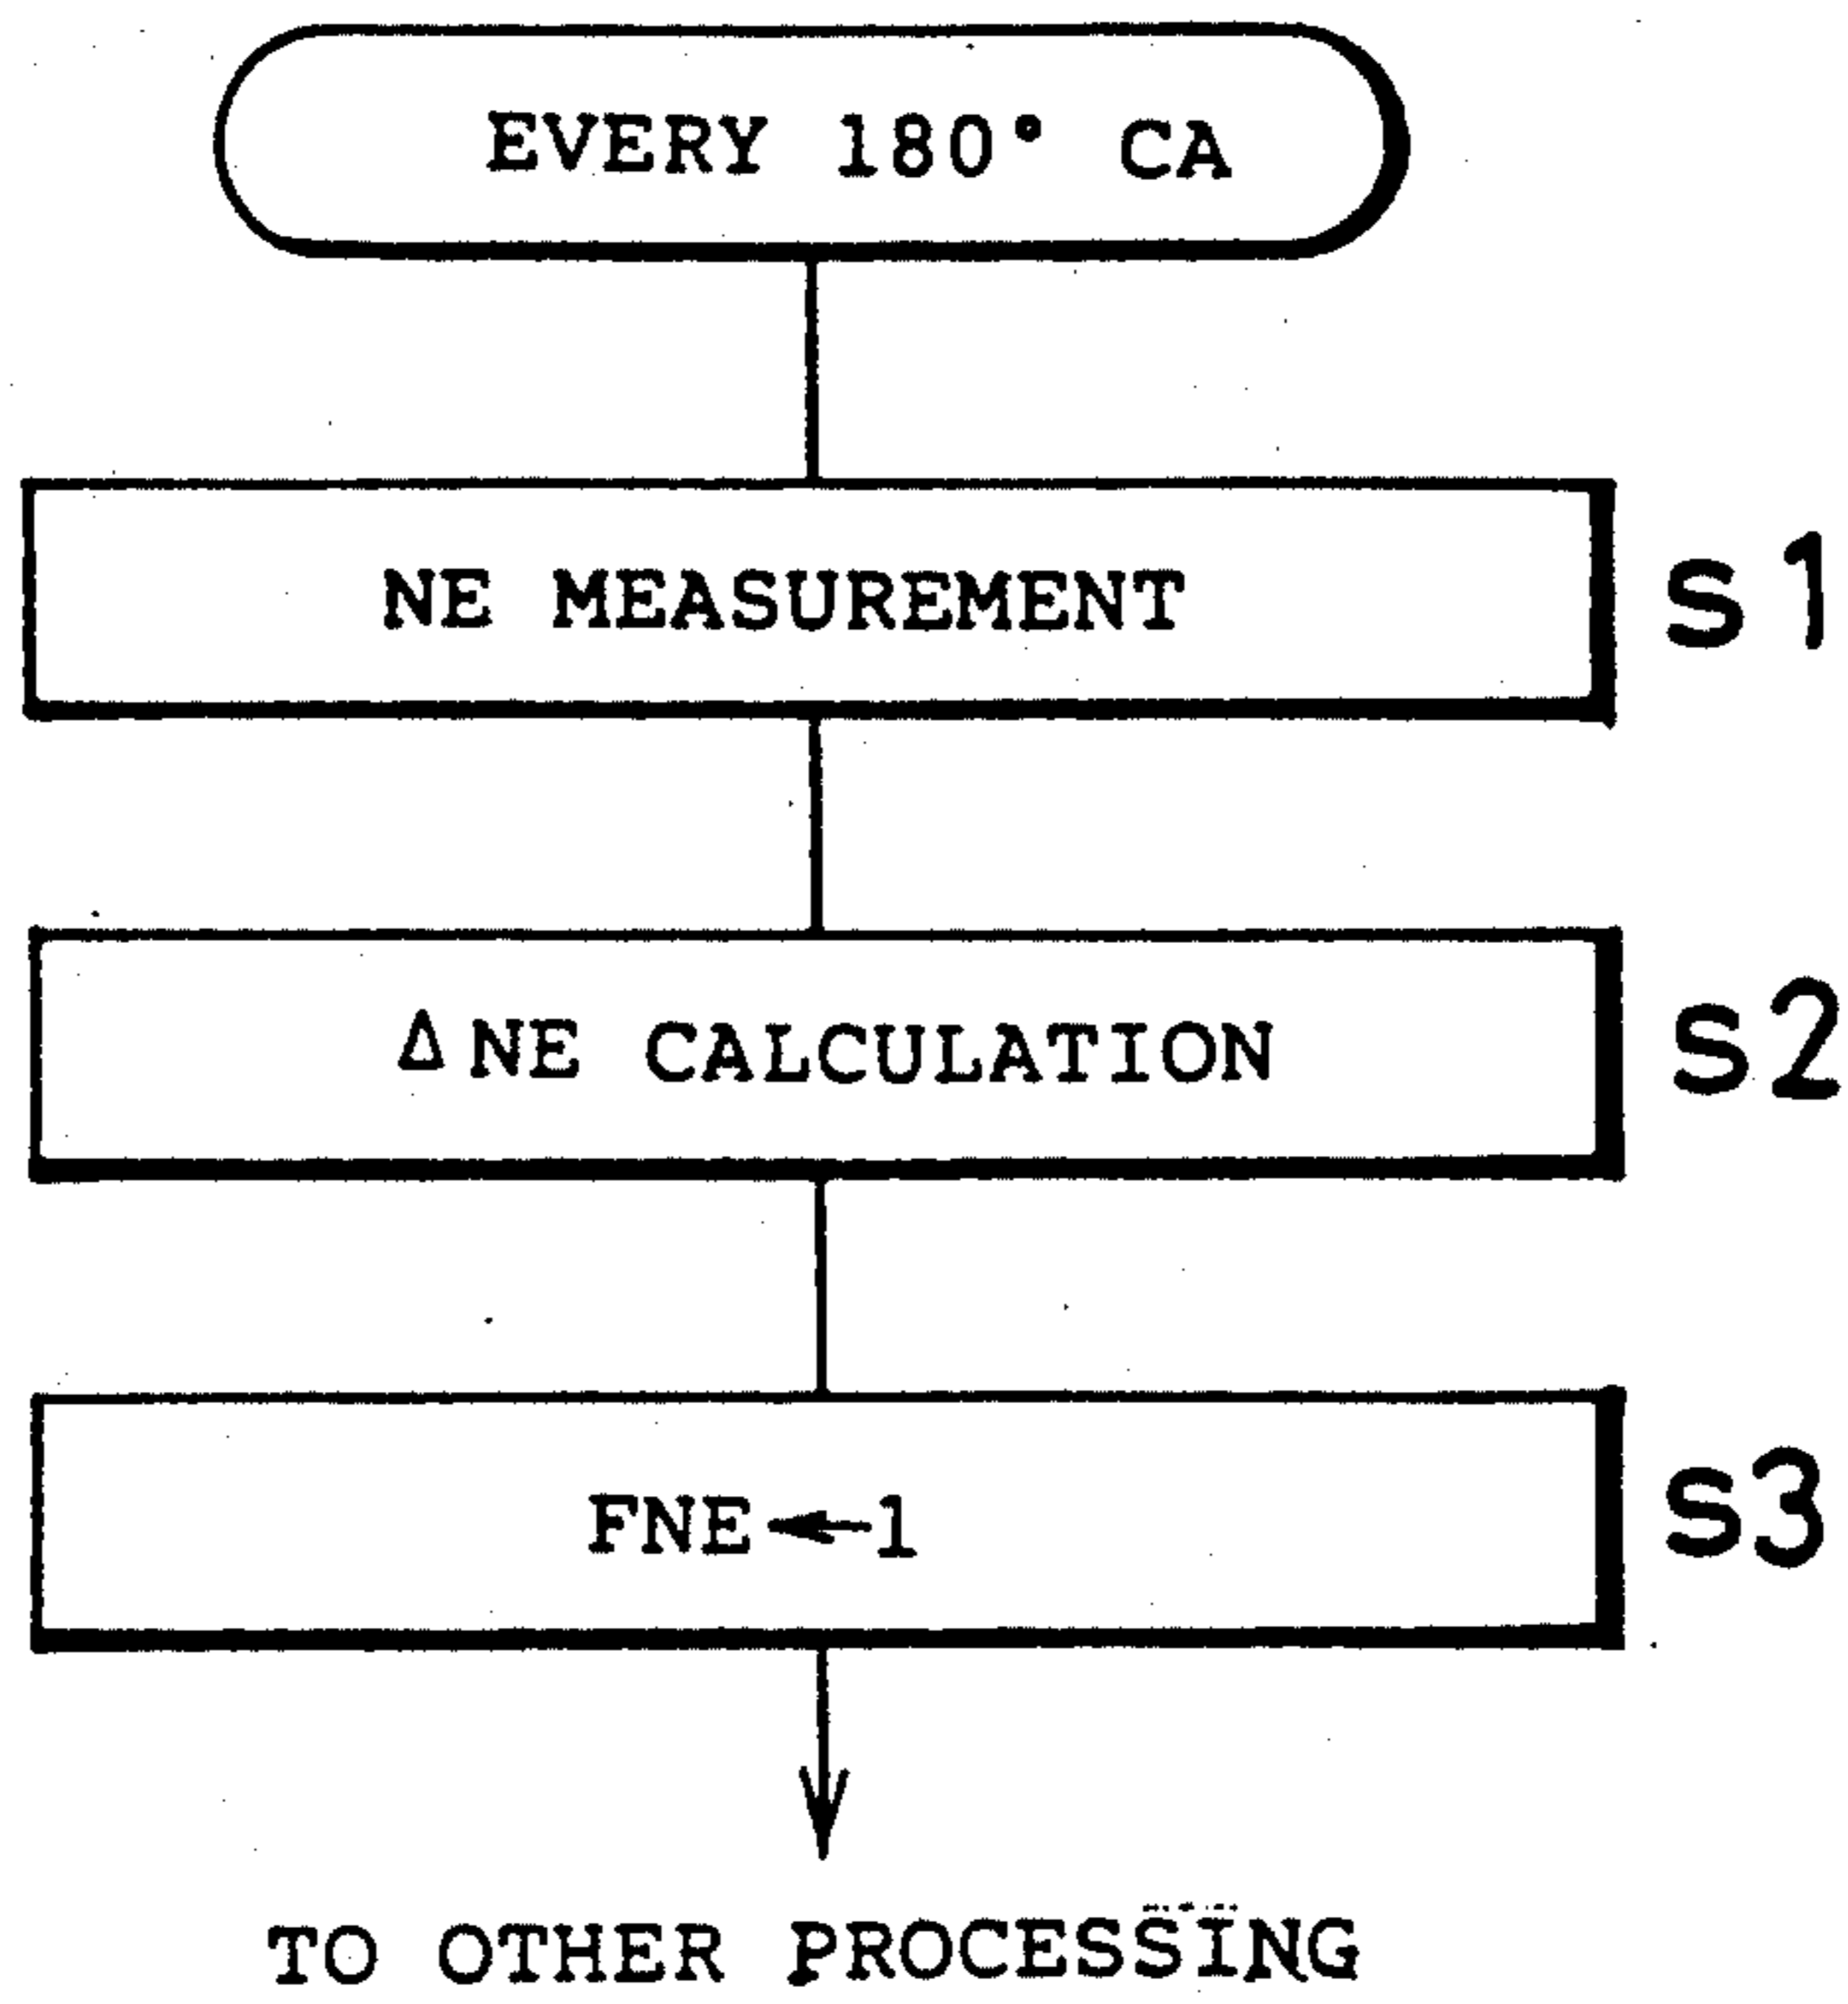 EVERY 180° CA
NE MEASUREMENT
S1
ΔNE CALCULATION
S2
FNE←1
S3
TO OTHER PROCESSING